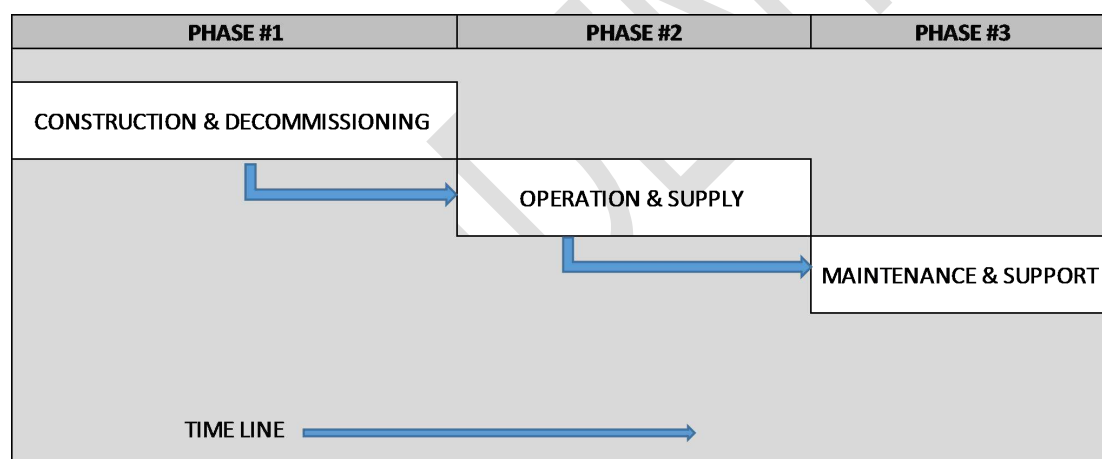 PHASE #1
PHASE #2
PHASE #3
CONSTRUCTION & DECOMMISSIONING
OPERATION & SUPPLY
MAINTENANCE & SUPPORT
TIME LINE